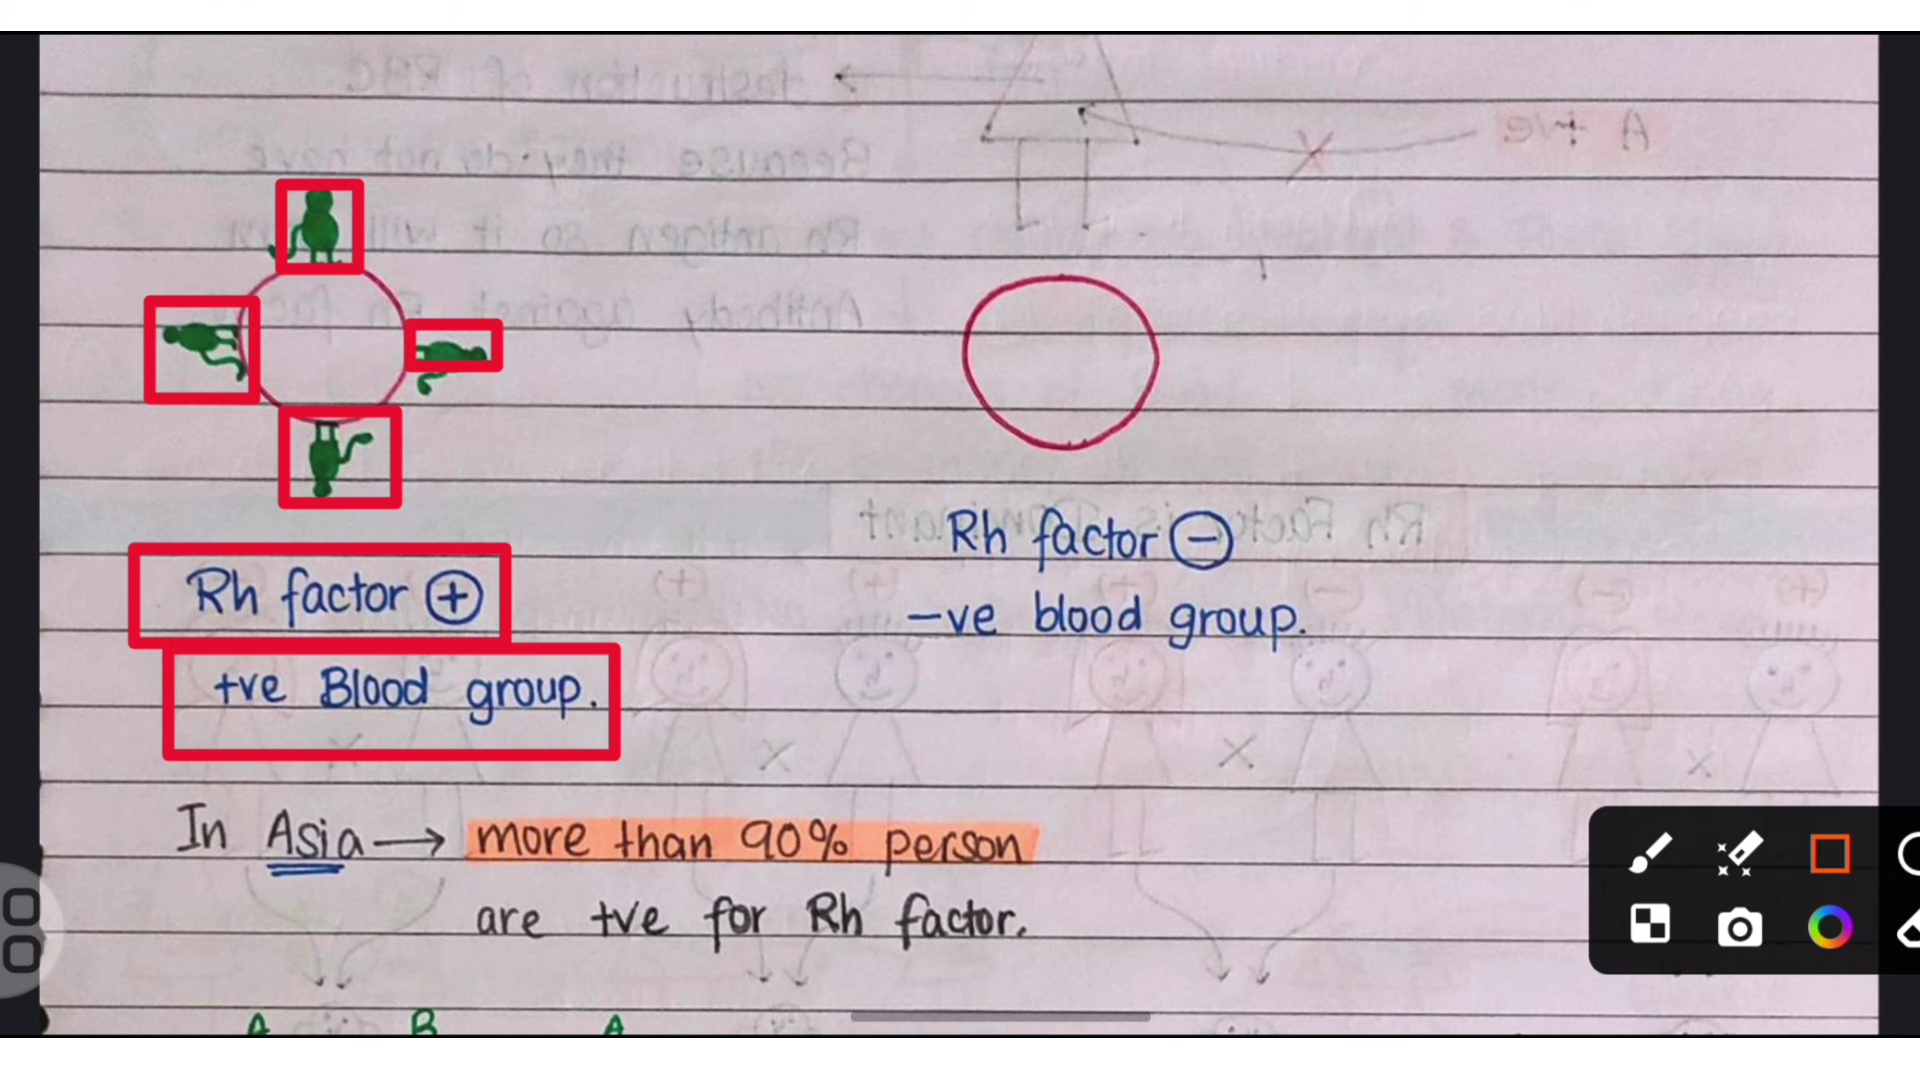 Rh factor ⊕
+ve Blood group.
Rh factor ⊖
-ve blood group.
In Asia → more than 90% person
are +ve for Rh factor.
A B A